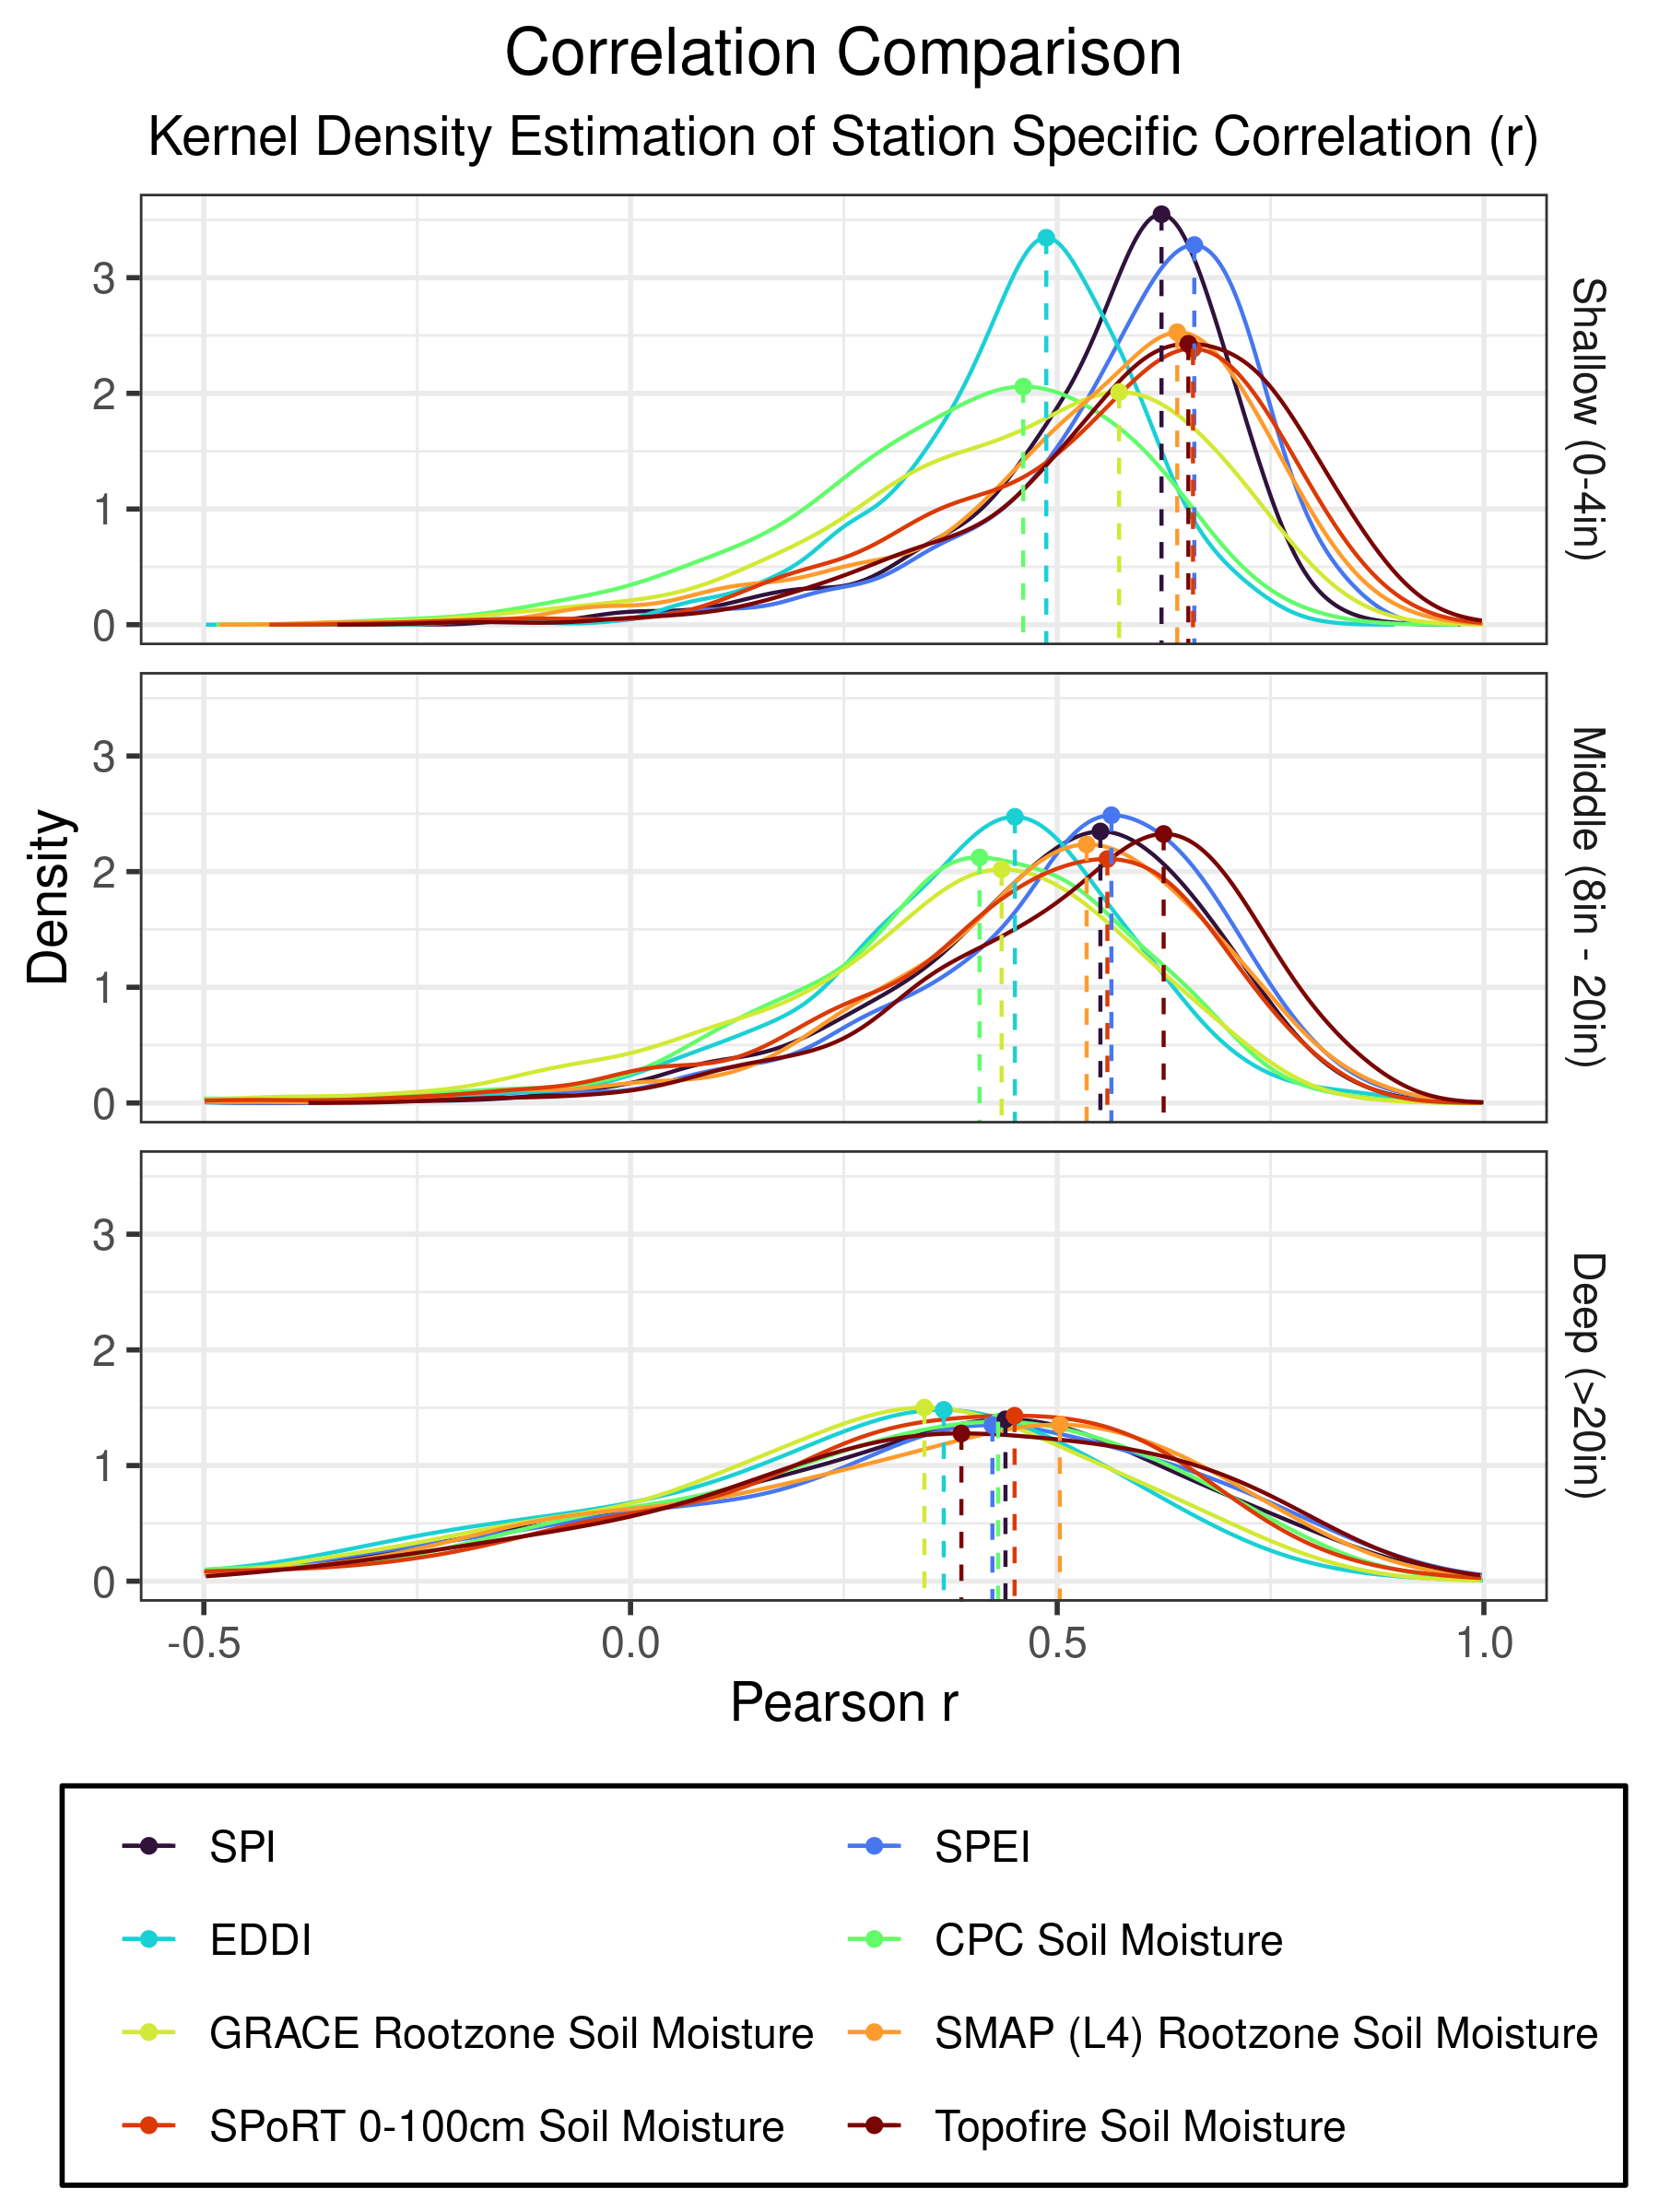 Correlation Comparison
Kernel Density Estimation of Station Specific Correlation (r)
3
2
1
0
Shallow (0-4in)
3
2
1
0
Middle (8in - 20in)
Density
3
2
1
0
Deep (>20in)
-0.5 0.0 0.5 1.0
Pearson r
SPI SPEI
EDDI CPC Soil Moisture
GRACE Rootzone Soil Moisture SMAP (L4) Rootzone Soil Moisture
SPoRT 0-100cm Soil Moisture Topofire Soil Moisture